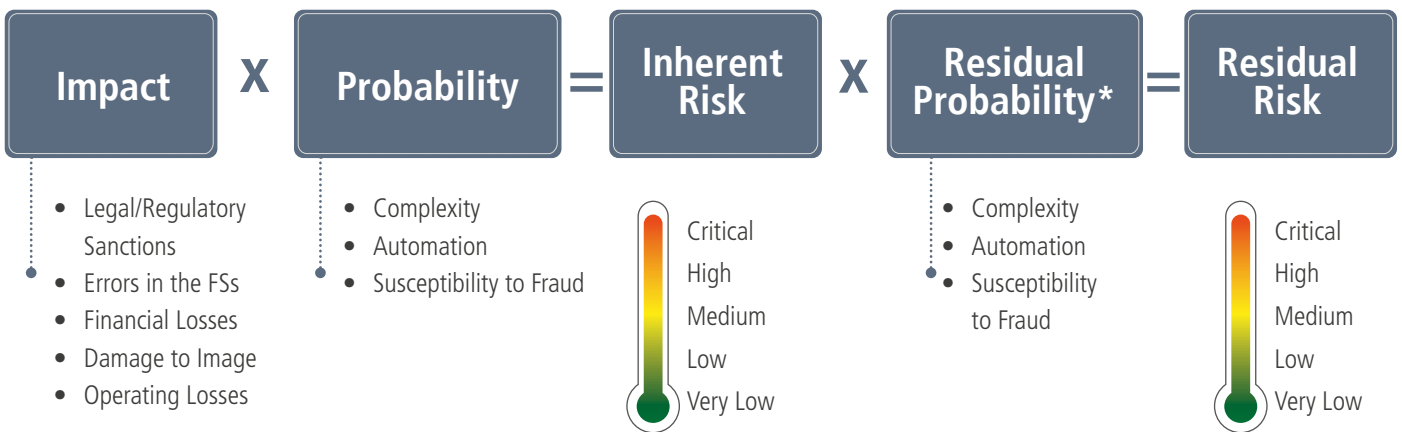 Impact
X
Probability
=
Inherent
Risk
X
Residual
Probability*
=
Residual
Risk
• Legal/Regulatory
Sanctions
• Errors in the FSs
• Financial Losses
• Damage to Image
• Operating Losses
• Complexity
• Automation
• Susceptibility to Fraud
Critical
High
Medium
Low
Very Low
• Complexity
• Automation
• Susceptibility
to Fraud
Critical
High
Medium
Low
Very Low